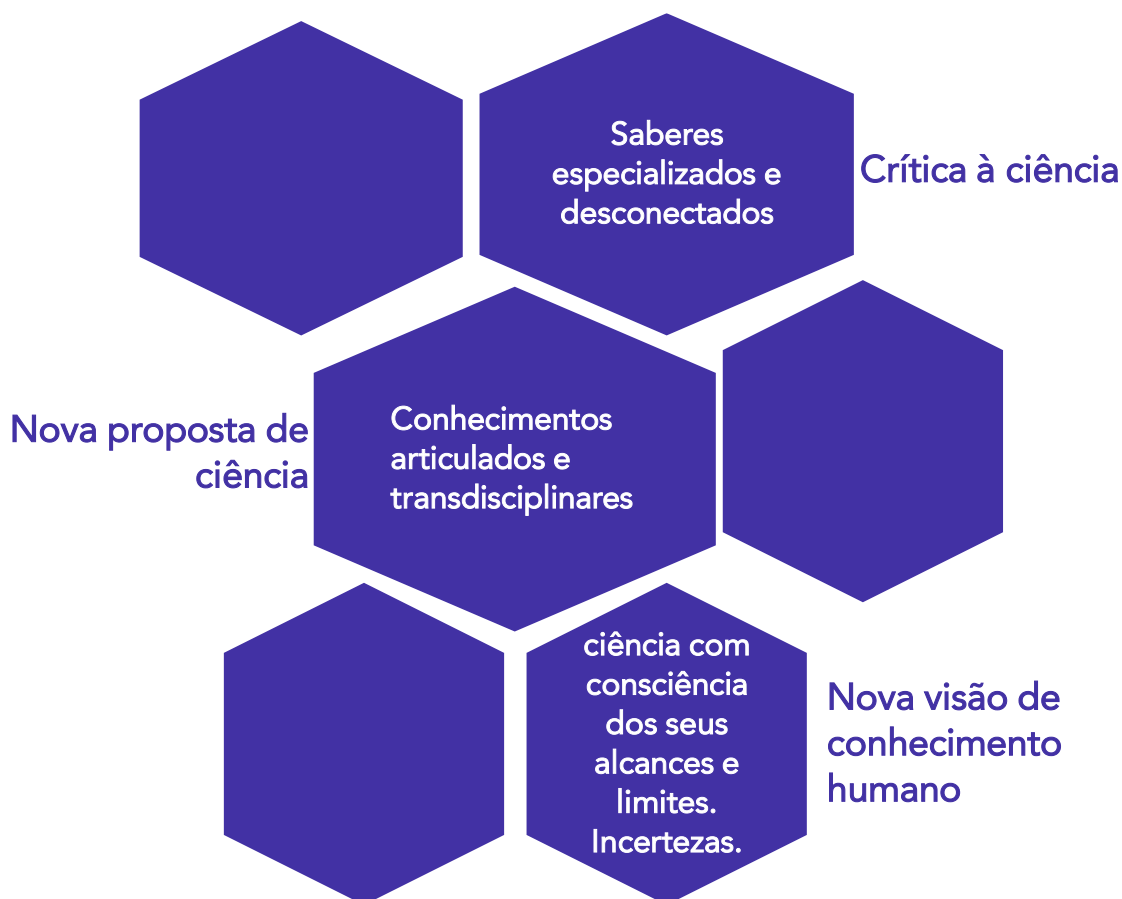 Saberes
especializados e
desconectados
Crítica à ciência
Nova proposta de
ciência
Conhecimentos
articulados e
transdisciplinares
ciência com
consciência
dos seus
alcances e
limites.
Incertezas.
Nova visão de
conhecimento
humano